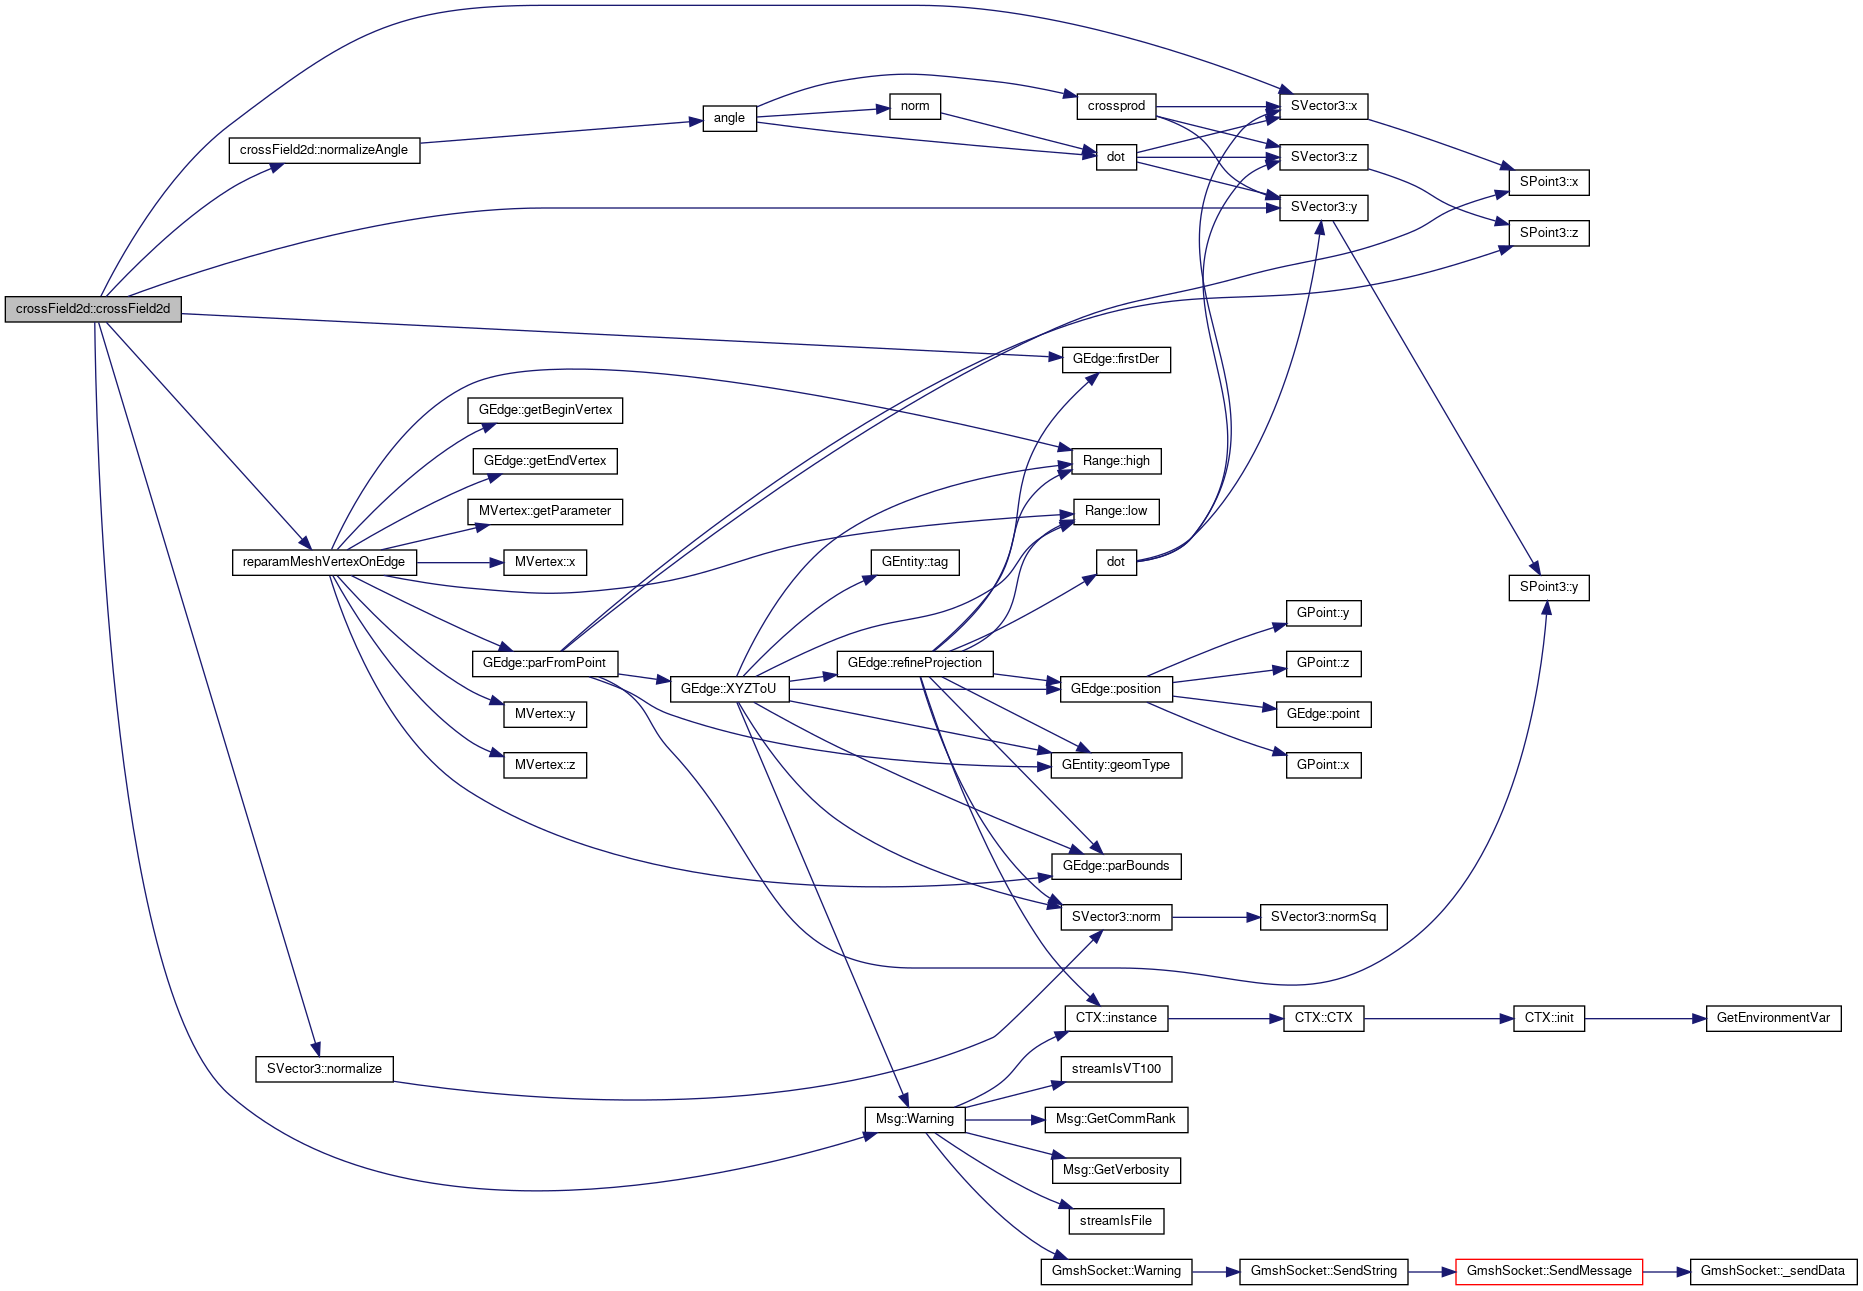 crossField2d::crossField2d
crossField2d::normalizeAngle
angle
norm
crossprod
dot
SVector3::x
SVector3::z
SVector3::y
SPoint3::x
SPoint3::z
GEdge::firstDer
GEdge::getBeginVertex
GEdge::getEndVertex
MVertex::getParameter
reparamMeshVertexOnEdge
MVertex::x
Range::high
Range::low
GEntity::tag
dot
SPoint3::y
GEdge::parFromPoint
GEdge::XYZToU
GEdge::refineProjection
GEdge::position
GPoint::y
GPoint::z
GEdge::point
GPoint::x
MVertex::y
MVertex::z
GEntity::geomType
GEdge::parBounds
SVector3::norm
SVector3::normSq
CTX::instance
CTX::CTX
CTX::init
GetEnvironmentVar
SVector3::normalize
streamIsVT100
Msg::Warning
Msg::GetCommRank
Msg::GetVerbosity
streamIsFile
GmshSocket::Warning
GmshSocket::SendString
GmshSocket::SendMessage
GmshSocket::_sendData